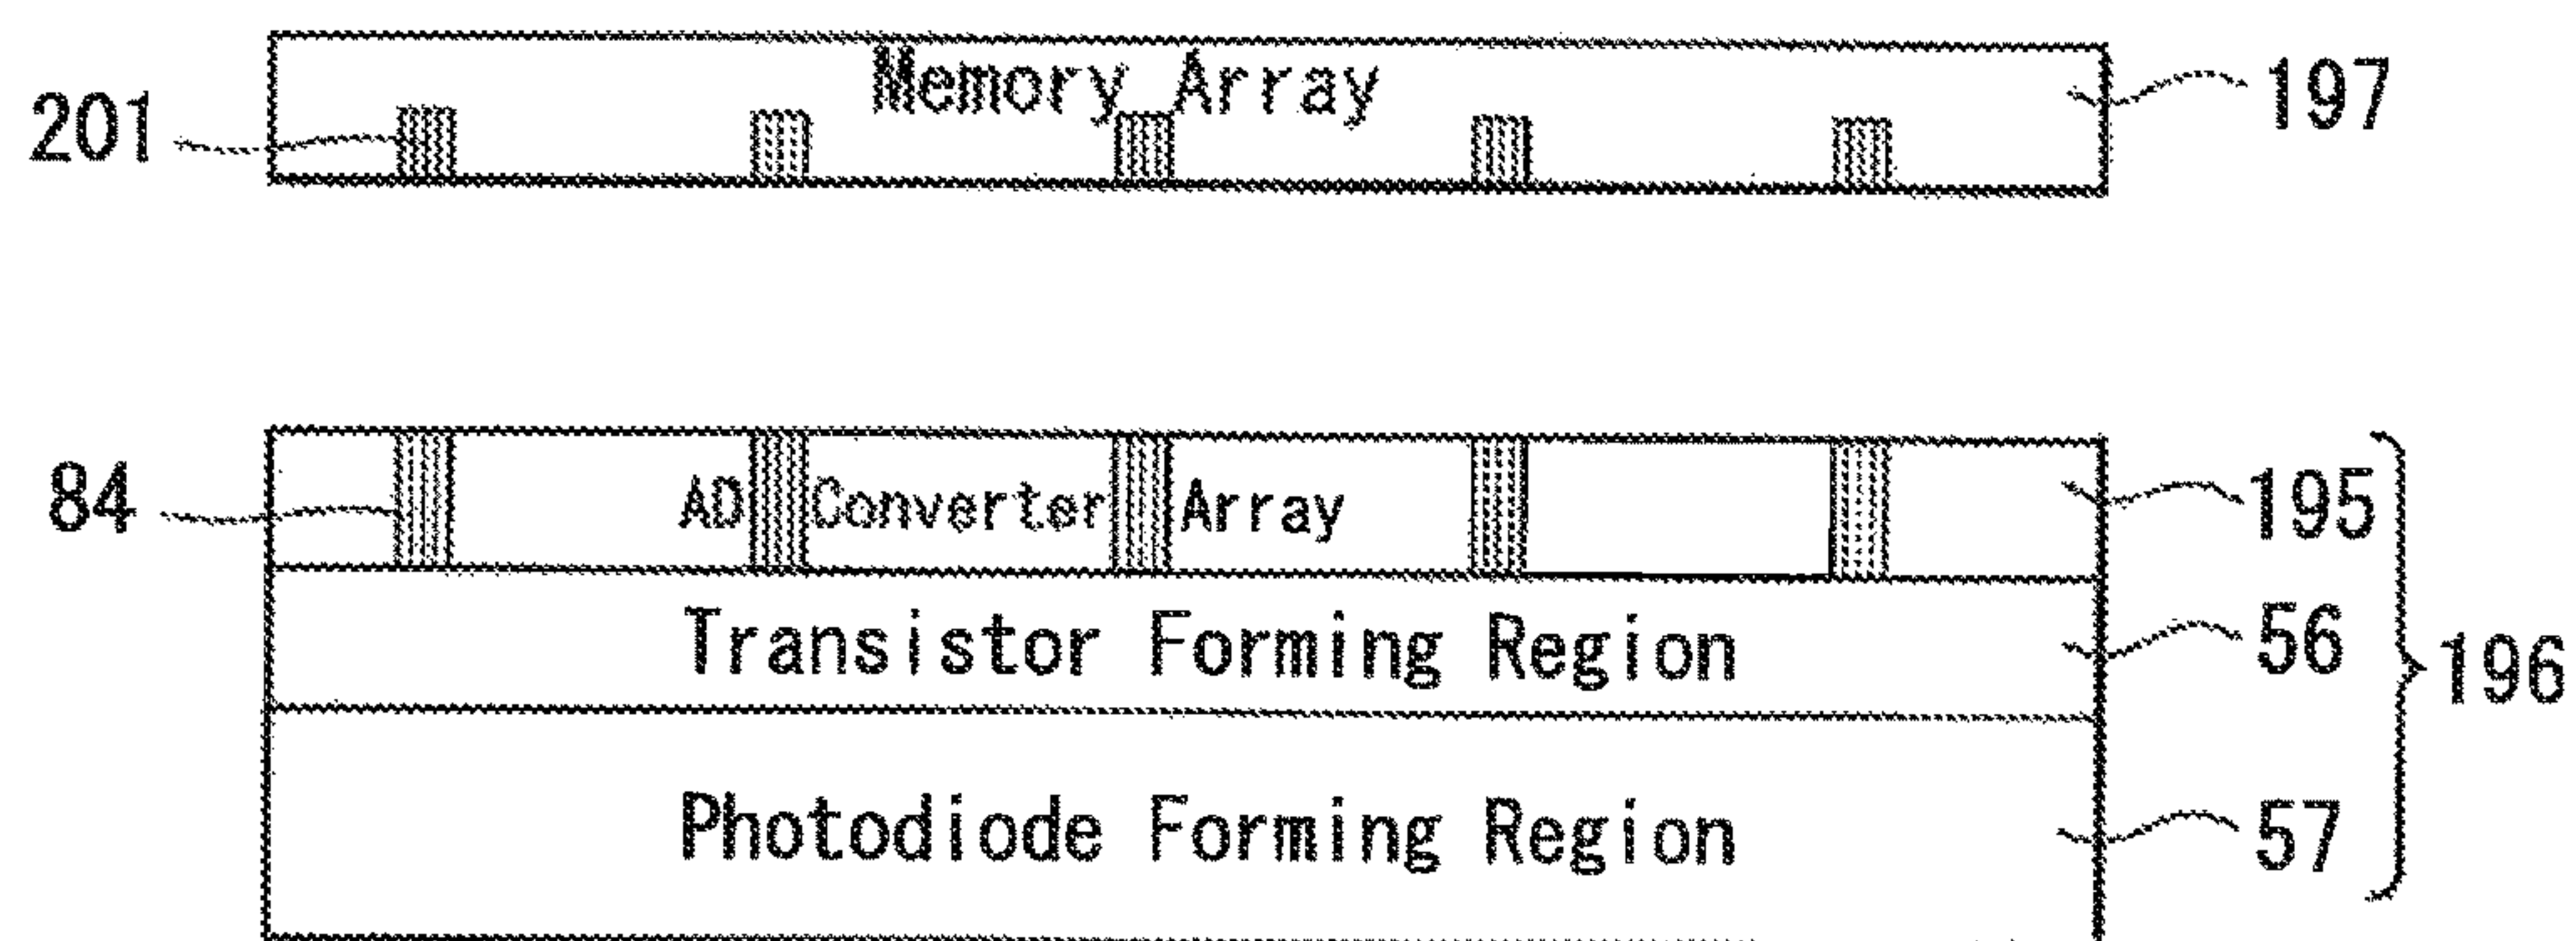 Memory Array
197
201
84
AD Converter Array
195
Transistor Forming Region
56
196
Photodiode Forming Region
57